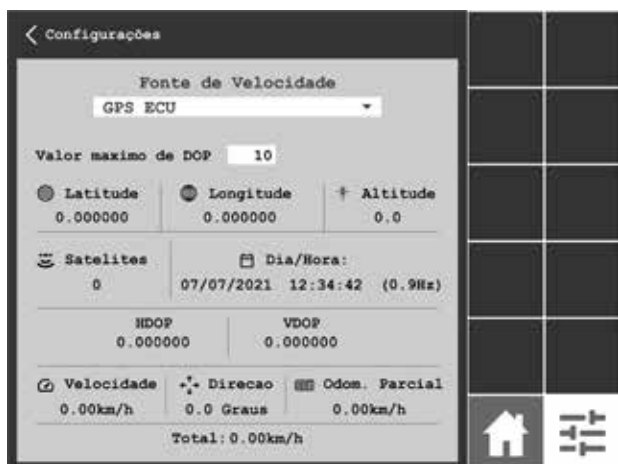 Configurações
Fonte de Velocidade
GPS ECU
Valor maximo de DOP 10
Latitude Longitude Altitude
0.000000 0.000000 0.0
Satelites Dia/Hora:
0 07/07/2021 12:34:42 (0.9Hz)
HDOP VDOP
0.000000 0.000000
Velocidade Direcao Odom. Parcial
0.00km/h 0.0 Graus 0.00km/h
Total:0.00km/h